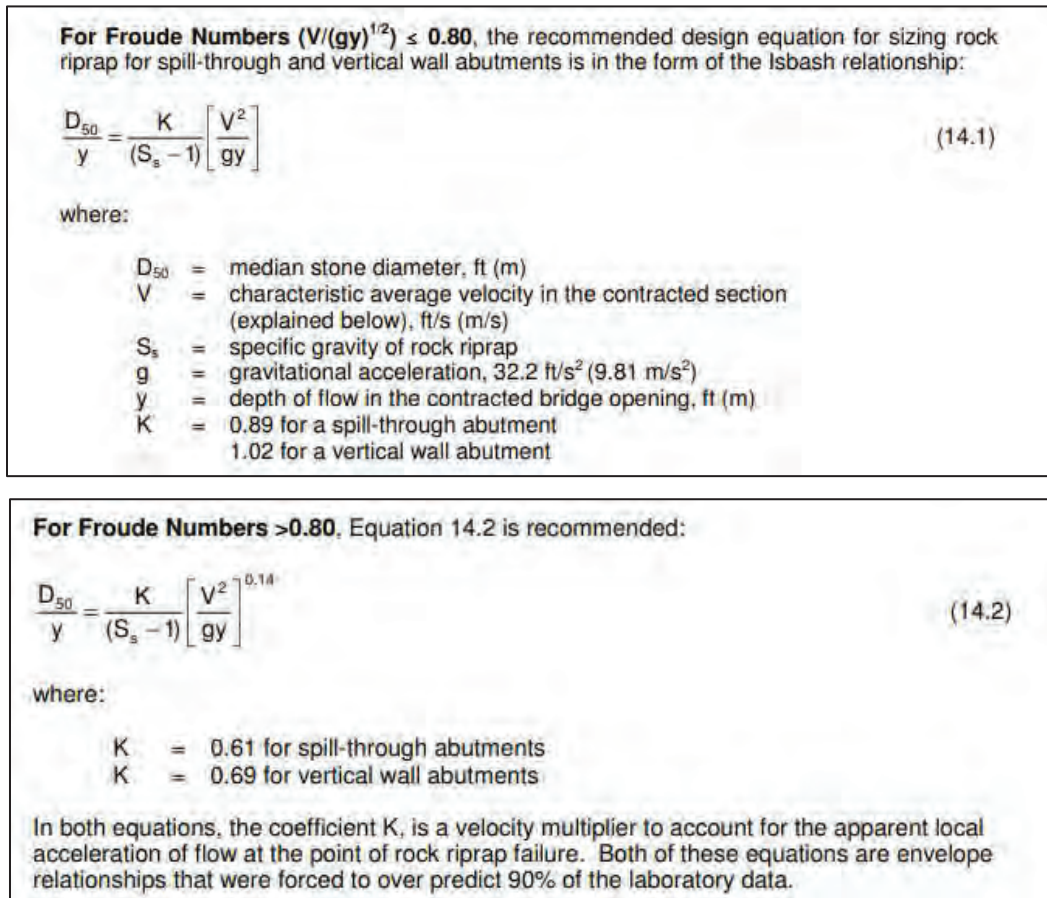 For Froude Numbers (V/(gy)^1/2) ≤ 0.80, the recommended design equation for sizing rock
riprap for spill-through and vertical wall abutments is in the form of the Isbash relationship:
D₅₀/y = K/(Sₛ – 1) [V²/gy] (14.1)
where:
D₅₀ = median stone diameter, ft (m)
V = characteristic average velocity in the contracted section
(explained below), ft/s (m/s)
Sₛ = specific gravity of rock riprap
g = gravitational acceleration, 32.2 ft/s² (9.81 m/s²)
y = depth of flow in the contracted bridge opening, ft (m)
K = 0.89 for a spill-through abutment
1.02 for a vertical wall abutment
For Froude Numbers >0.80, Equation 14.2 is recommended:
D₅₀/y = K/(Sₛ – 1) [V²/gy]^0.14 (14.2)
where:
K = 0.61 for spill-through abutments
K = 0.69 for vertical wall abutments
In both equations, the coefficient K, is a velocity multiplier to account for the apparent local
acceleration of flow at the point of rock riprap failure. Both of these equations are envelope
relationships that were forced to over predict 90% of the laboratory data.